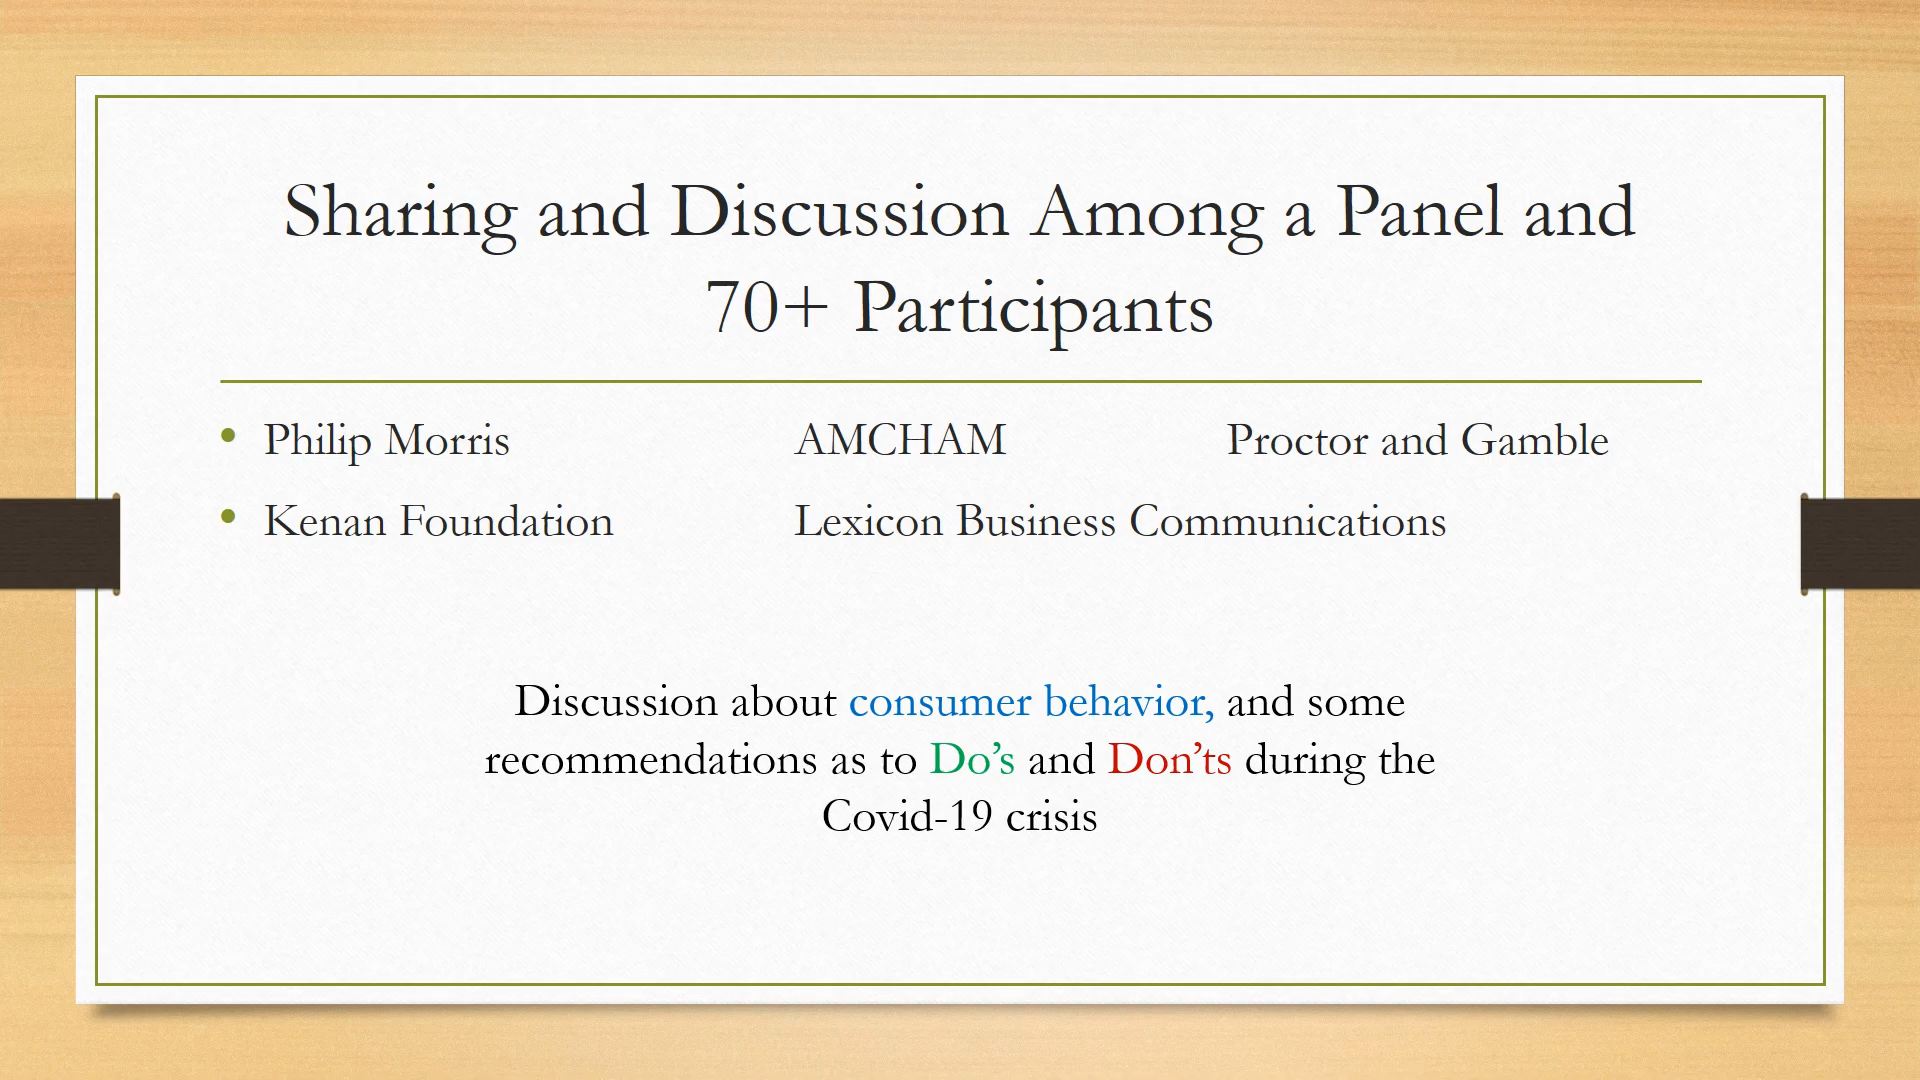 Sharing and Discussion Among a Panel and
70+ Participants
• Philip Morris AMCHAM Proctor and Gamble
• Kenan Foundation Lexicon Business Communications
Discussion about consumer behavior, and some
recommendations as to Do’s and Don’ts during the
Covid-19 crisis